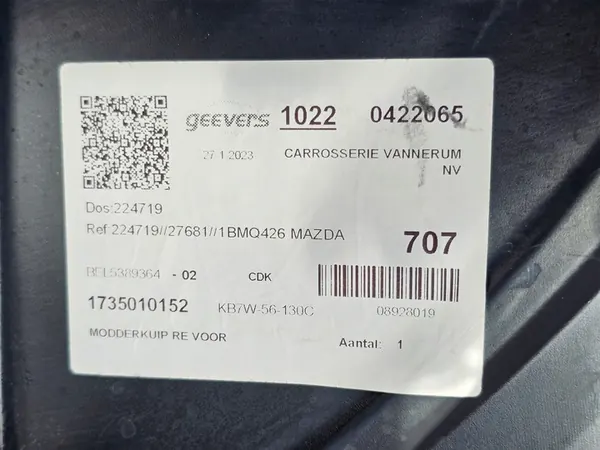 geevers 1022 0422065
27.1.2023 CARROSSERIE VANNERUM
NV
Dos:224719
Ref:224719//27681//1BMQ426 MAZDA 707
BEL5389364 - 02 CDK
1735010152 KB7W-56-130C 08928019
MODDERKUIP RE VOOR Aantal: 1